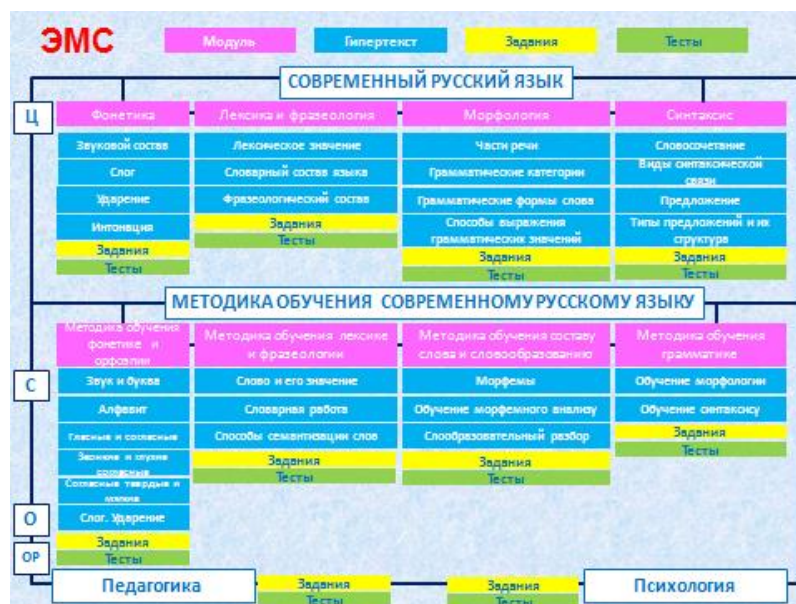 ЭМС
Модуль
Гипертекст
Задания
Тесты
СОВРЕМЕННЫЙ РУССКИЙ ЯЗЫК
Ц
Фонетика
Звуковой состав
Слог
Ударение
Интонация
Задания
Тесты
Лексика и фразеология
Лексическое значение
Словарный состав языка
Фразеологический состав
Задания
Тесты
Морфология
Части речи
Грамматические категории
Грамматические формы слова
Способы выражения
грамматических значений
Задания
Тесты
Синтаксис
Словосочетание
Виды синтаксической
связи
Предложение
Типы предложений и их
структура
Задания
Тесты
МЕТОДИКА ОБУЧЕНИЯ СОВРЕМЕННОМУ РУССКОМУ ЯЗЫКУ
С
О
ОР
Методика обучения
фонетике и
орфоэпии
Звук и буква
Алфавит
Гласные и согласные
Звонкие и глухие
согласные
Согласные твердые и
мягкие
Слог. Ударение
Задания
Тесты
Методика обучения лексике
и фразеологии
Слово и его значение
Словарная работа
Способы семантизации слов
Задания
Тесты
Методика обучения составу
слова и словообразованию
Морфемы
Обучение морфемного анализу
Слообразовательный разбор
Задания
Тесты
Методика обучения
грамматике
Обучение морфологии
Обучение синтаксису
Задания
Тесты
Педагогика
Задания
Тесты
Задания
Тесты
Психология